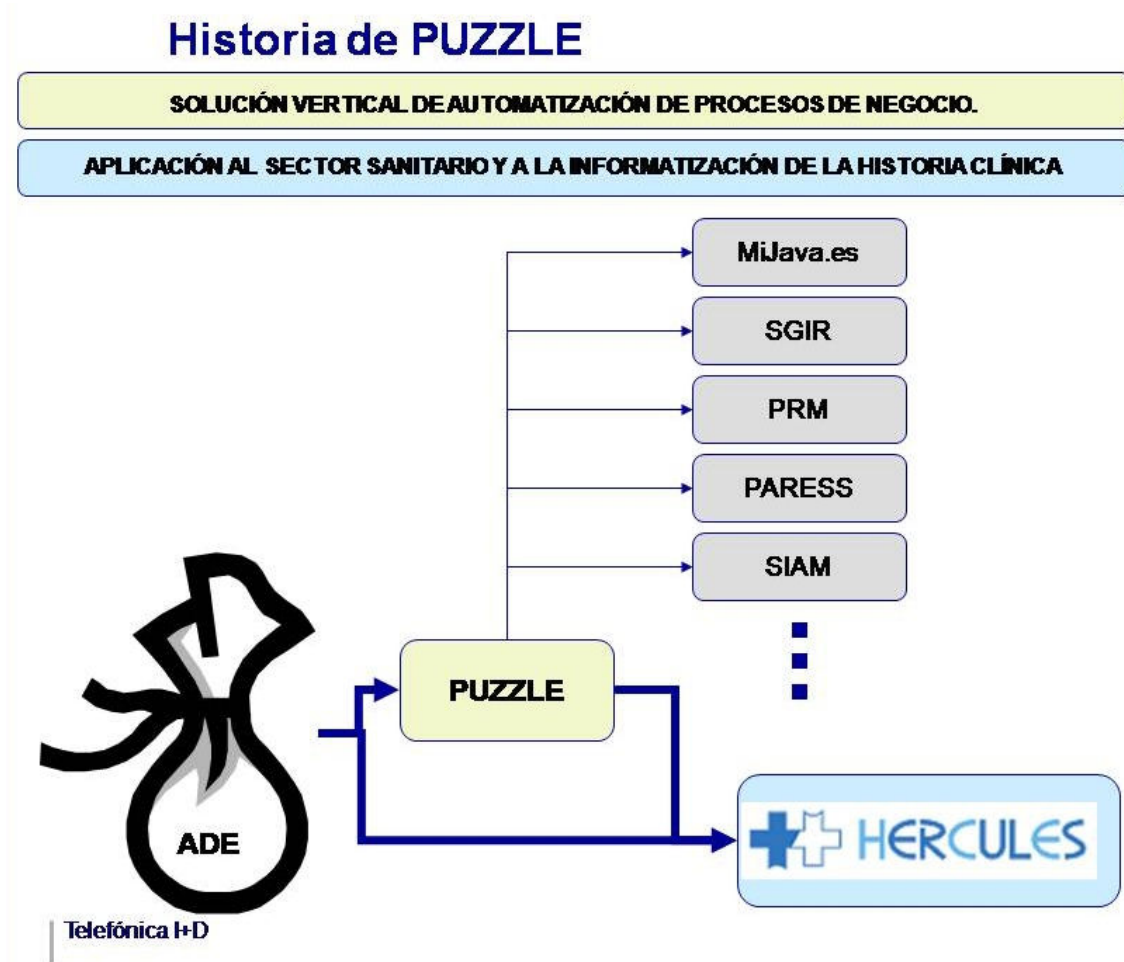 Historia de PUZZLE
SOLUCIÓN VERTICAL DE AUTOMATIZACIÓN DE PROCESOS DE NEGOCIO.
APLICACIÓN AL SECTOR SANITARIO Y A LA INFORMATIZACIÓN DE LA HISTORIA CLÍNICA
MiJava.es
SGIR
PRM
PARESS
SIAM
PUZZLE
ADE
HERCULES
Telefónica I+D